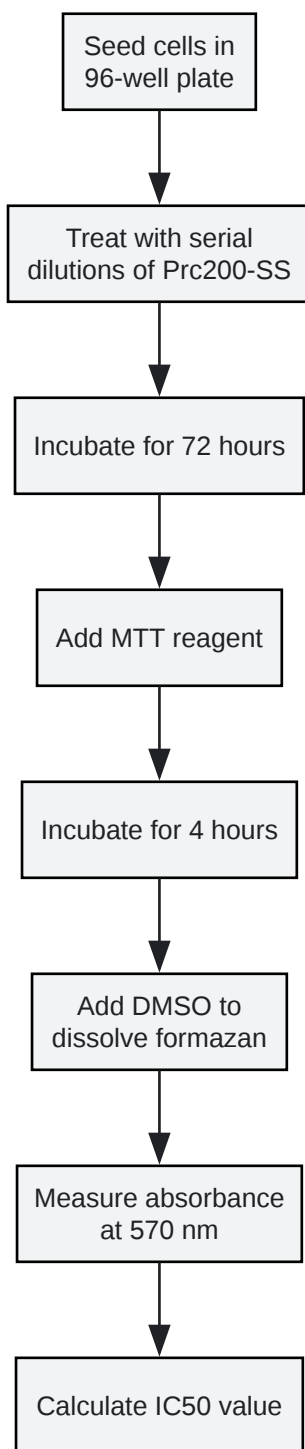 Seed cells in
96-well plate
Treat with serial
dilutions of Prc200-SS
Incubate for 72 hours
Add MTT reagent
Incubate for 4 hours
Add DMSO to
dissolve formazan
Measure absorbance
at 570 nm
Calculate IC50 value